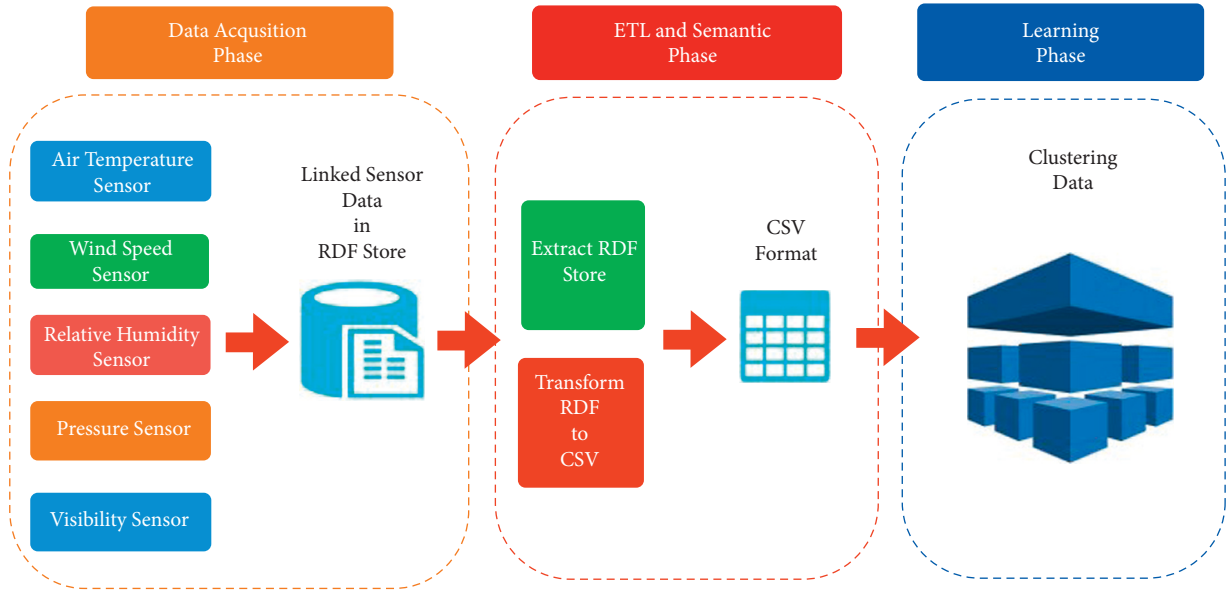 Data Acqusition
Phase
ETL and Semantic
Phase
Learning
Phase
Air Temperature
Sensor
Wind Speed
Sensor
Relative Humidity
Sensor
Pressure Sensor
Visibility Sensor
Linked Sensor
Data
in
RDF Store
Extract RDF
Store
Transform
RDF
to
CSV
CSV
Format
Clustering
Data